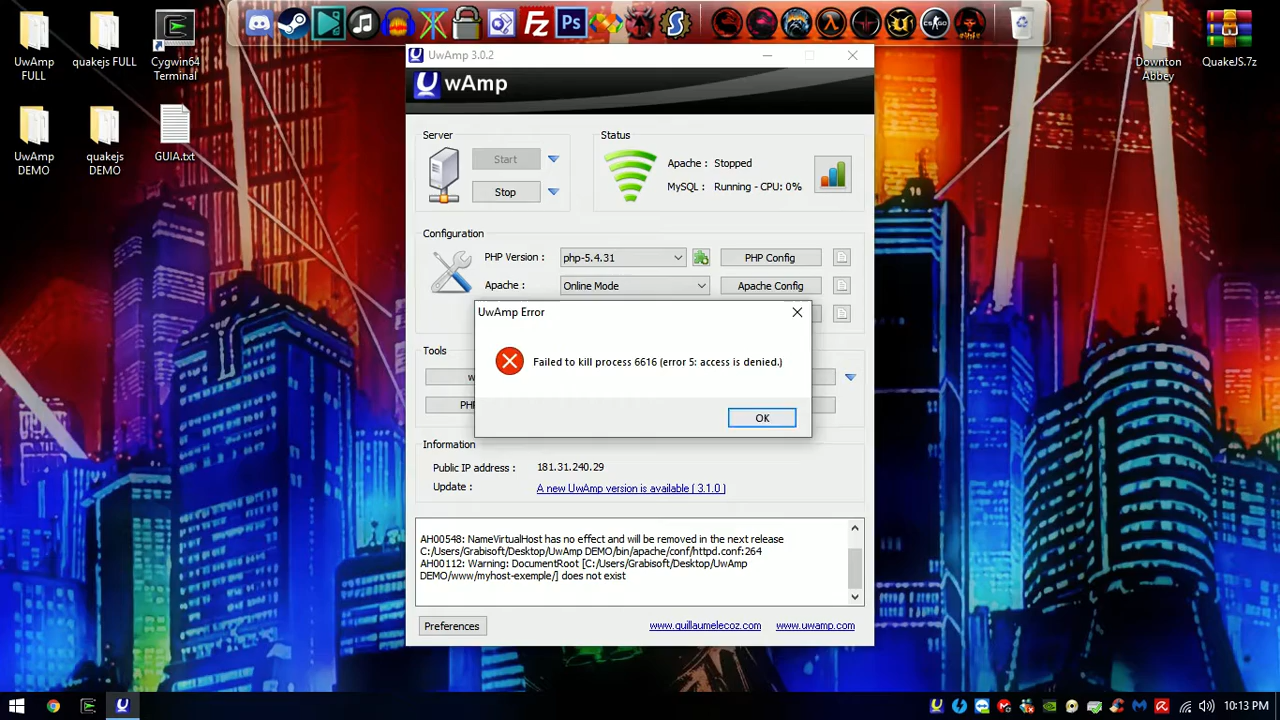 UwAmp
FULL
quakejs FULL
Cygwin64
Terminal
UwAmp
DEMO
quakejs
DEMO
GUIA.txt
Fz
Ps
CS:GO
Downton
Abbey
QuakeJS.7z
UwAmp 3.0.2
UwAmp
Server
Start
Stop
Status
Apache : Stopped
MySQL : Running - CPU: 0%
Configuration
PHP Version : php-5.4.31 PHP Config
Apache : Online Mode Apache Config
UwAmp Error
Failed to kill process 6616 (error 5: access is denied.)
OK
Tools
w
PHP
Information
Public IP address : 181.31.240.29
Update : A new UwAmp version is available [ 3.1.0 ]
AH00548: NameVirtualHost has no effect and will be removed in the next release
C:/Users/Grabisoft/Desktop/UwAmp DEMO/bin/apache/conf/httpd.conf:264
AH00112: Warning: DocumentRoot [C:/Users/Grabisoft/Desktop/UwAmp
DEMO/www/myhost-exemple/] does not exist
Preferences
www.guillaumelecoz.com www.uwamp.com
10:13 PM